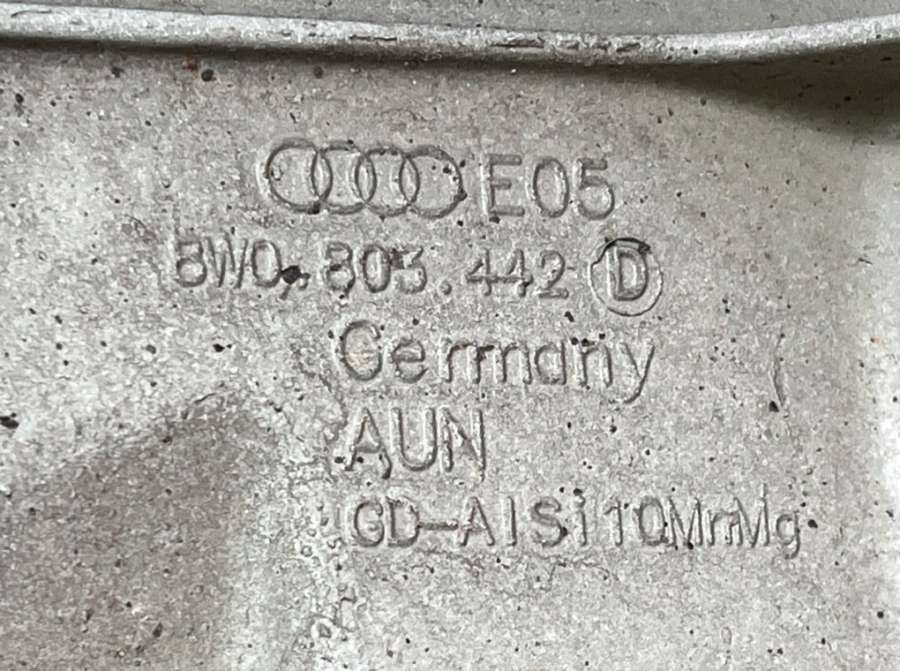 E05
8W0.803.442 D
Germany
AUN
GD-AlSi10MnMg